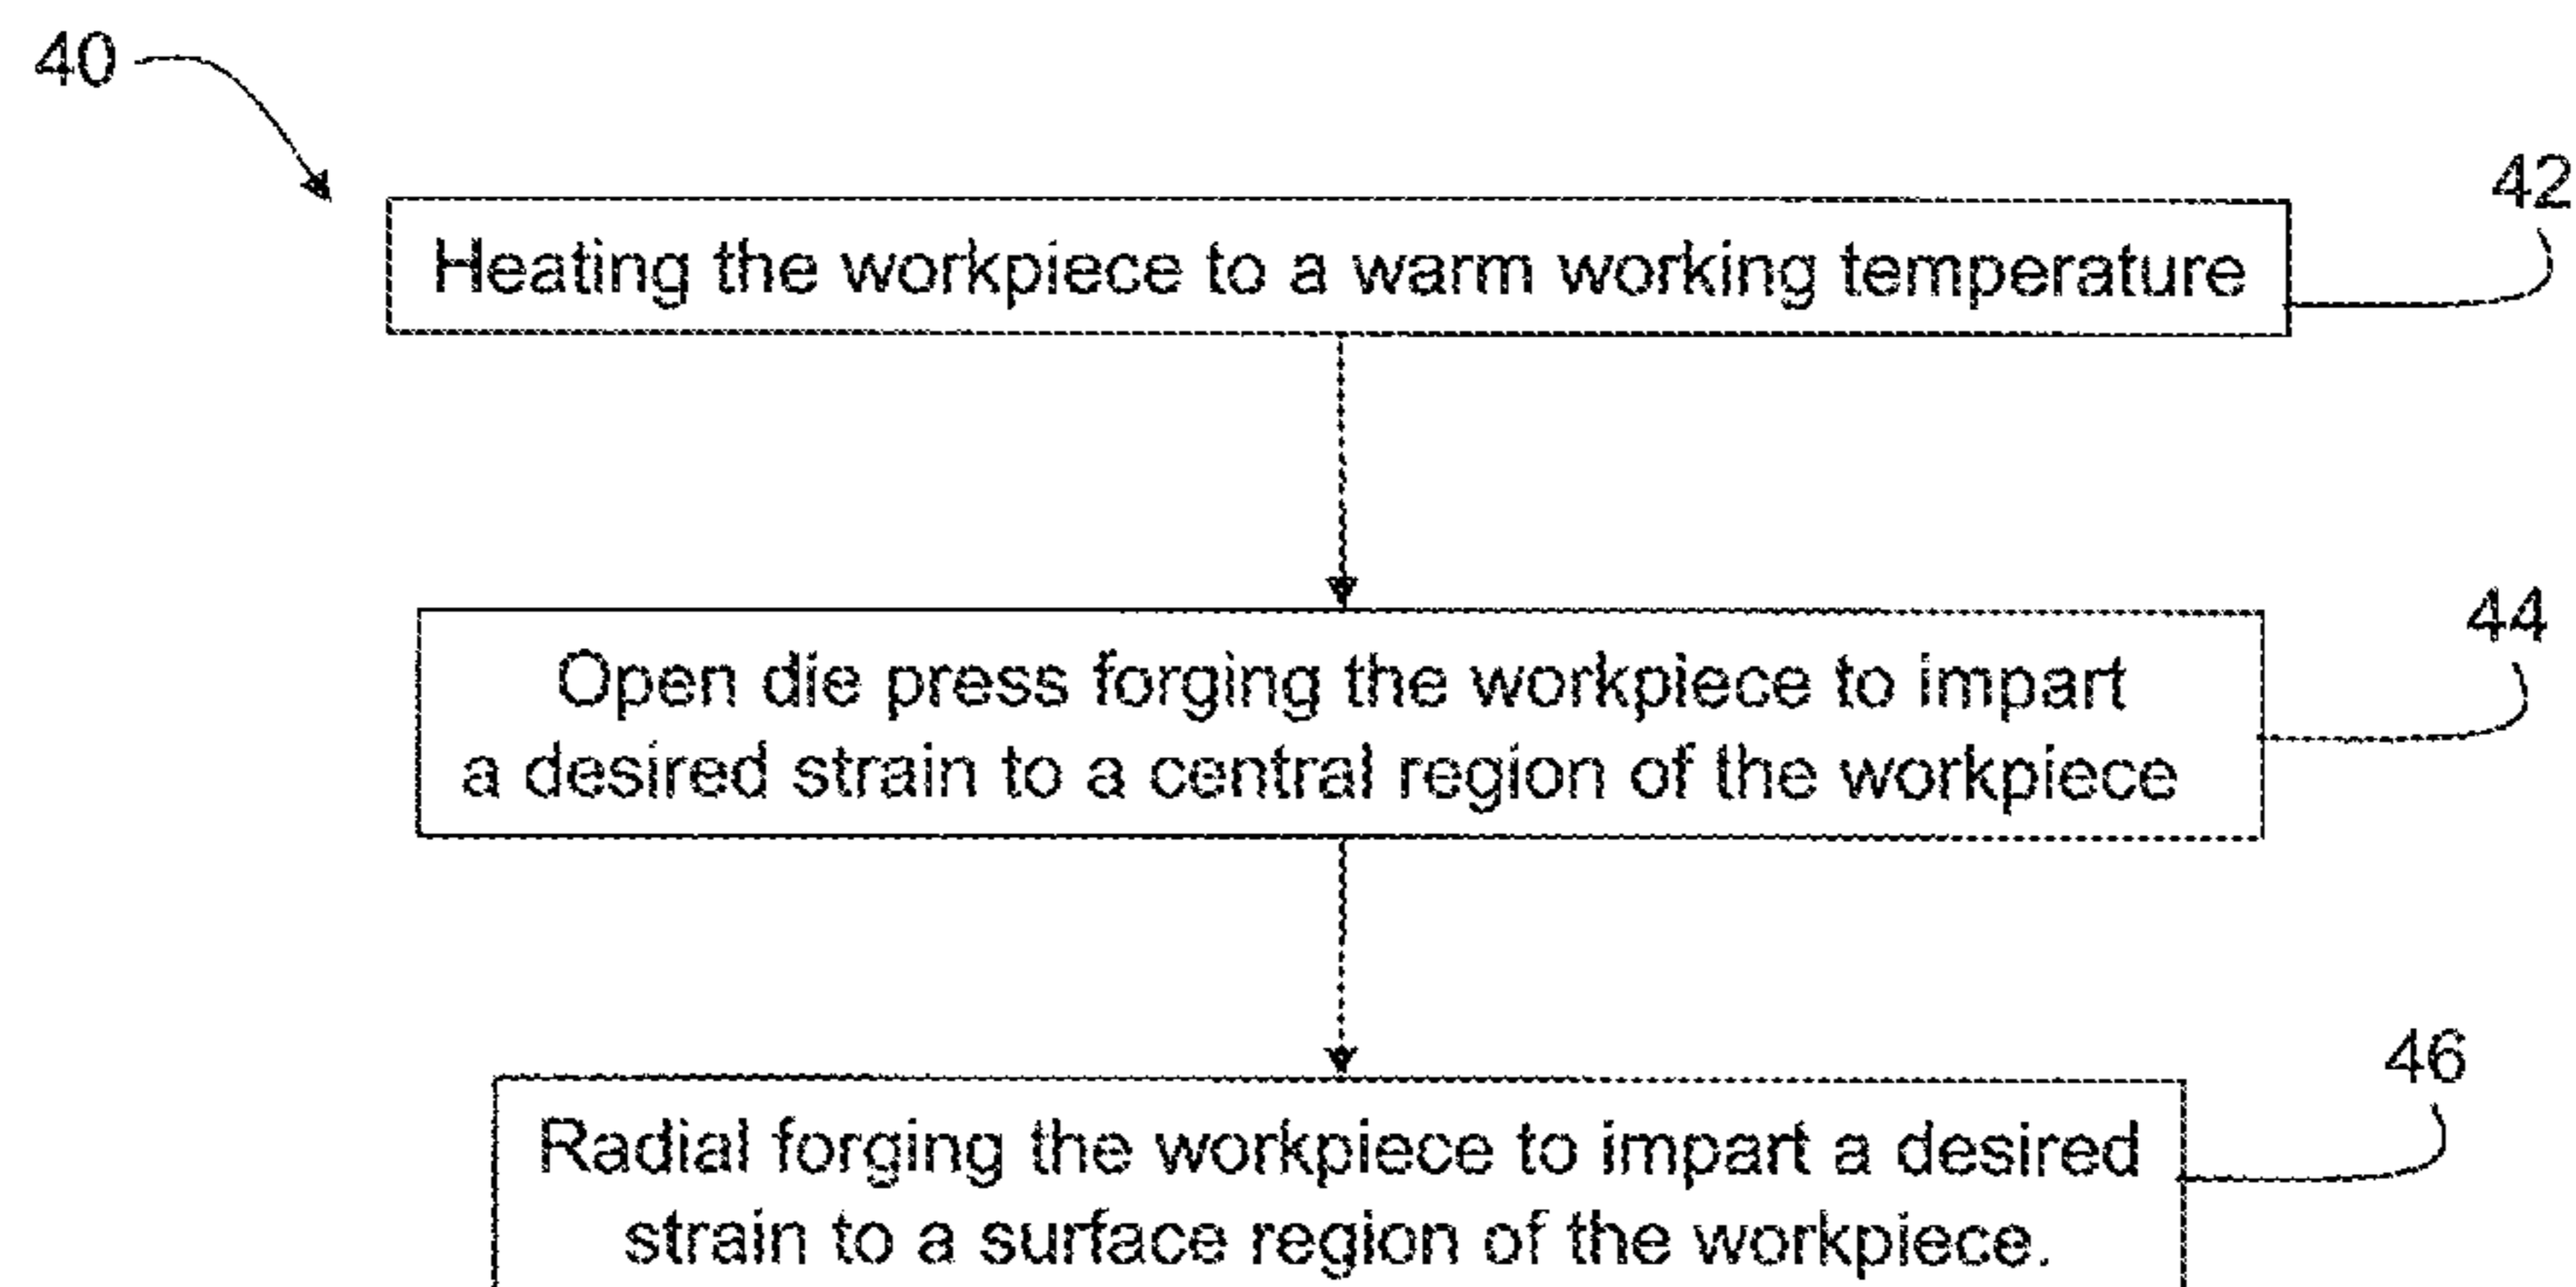 40
42
Heating the workpiece to a warm working temperature
44
Open die press forging the workpiece to impart
a desired strain to a central region of the workpiece
46
Radial forging the workpiece to impart a desired
strain to a surface region of the workpiece.